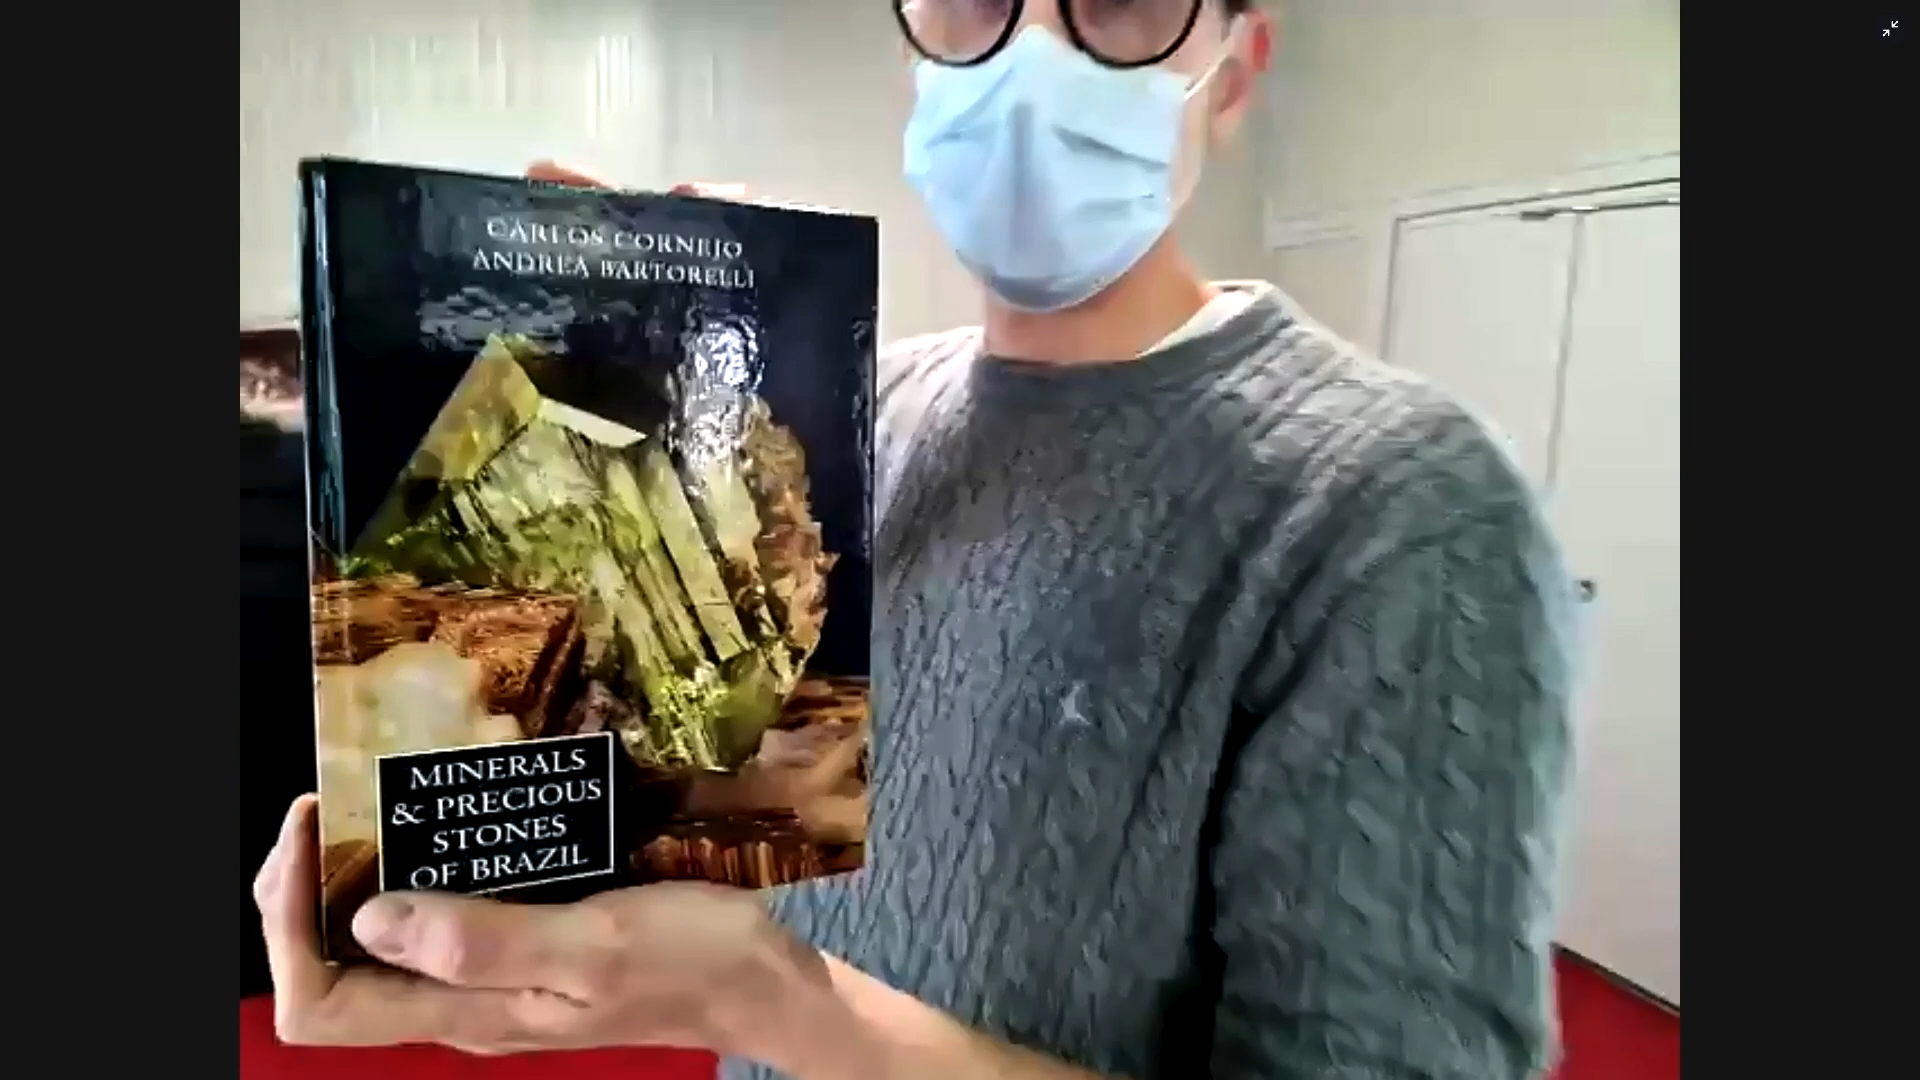 CARLOS CORNEJO
ANDREA BARTORELLI
MINERALS
& PRECIOUS
STONES
OF BRAZIL